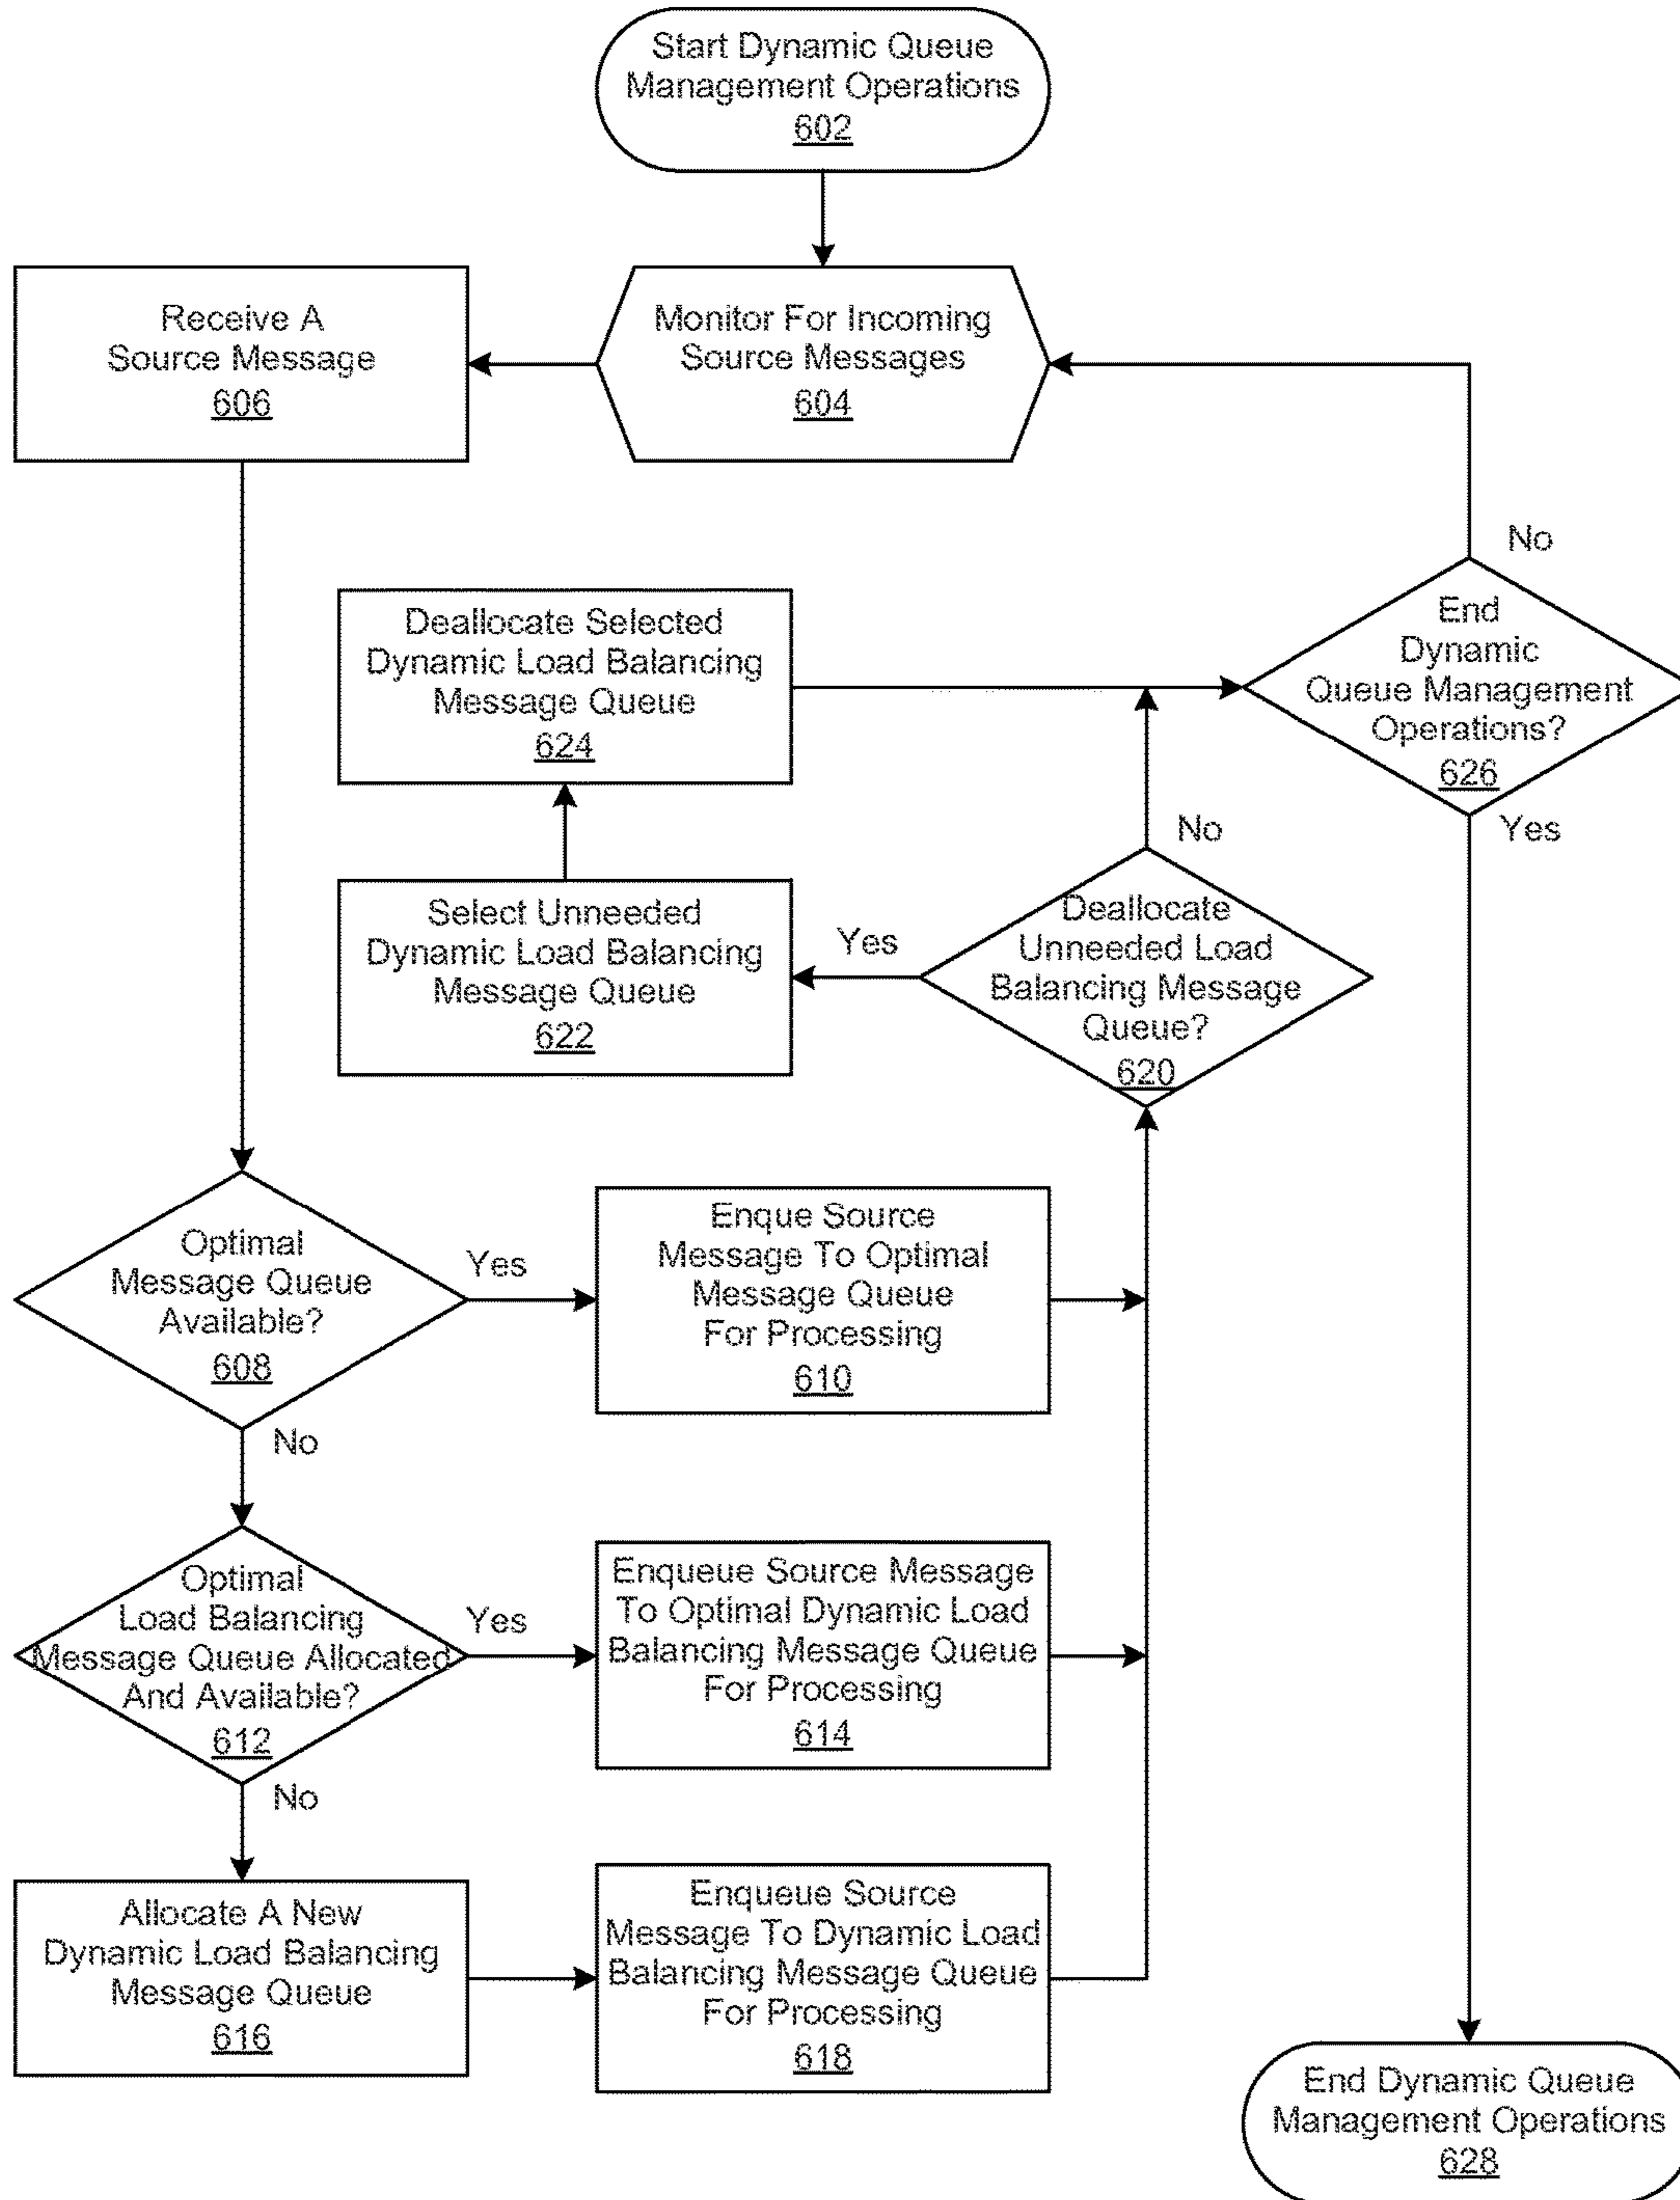 Start Dynamic Queue
Management Operations
602
Receive A
Source Message
606
Monitor For Incoming
Source Messages
604
No
End
Dynamic
Queue Management
Operations?
626
Yes
Deallocate Selected
Dynamic Load Balancing
Message Queue
624
No
Select Unneeded
Dynamic Load Balancing
Message Queue
622
Yes
Deallocate
Unneeded Load
Balancing Message
Queue?
620
Optimal
Message Queue
Available?
608
Yes
No
Enque Source
Message To Optimal
Message Queue
For Processing
610
Optimal
Load Balancing
Message Queue Allocated
And Available?
612
Yes
No
Enqueue Source Message
To Optimal Dynamic Load
Balancing Message Queue
For Processing
614
Allocate A New
Dynamic Load Balancing
Message Queue
616
Enqueue Source
Message To Dynamic Load
Balancing Message Queue
For Processing
618
End Dynamic Queue
Management Operations
628